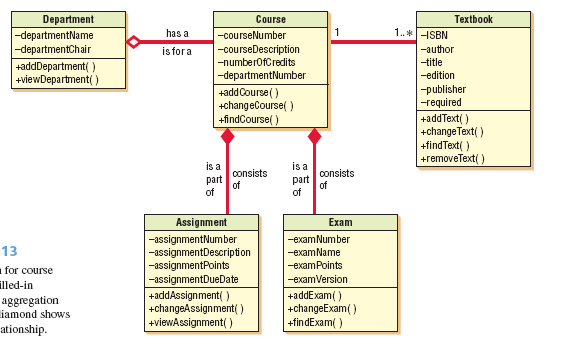 Department
–departmentName
–departmentChair
+addDepartment( )
+viewDepartment( )
has a
is for a
Course
–courseNumber
–courseDescription
–numberOfCredits
–departmentNumber
+addCourse( )
+changeCourse( )
+findCourse( )
1
1..*
Textbook
–ISBN
–author
–title
–edition
–publisher
–required
+addText( )
+changeText( )
+findText( )
+removeText( )
is a
part
of
consists
of
is a
part
of
consists
of
Assignment
–assignmentNumber
–assignmentDescription
–assignmentPoints
–assignmentDueDate
+addAssignment( )
+changeAssignment( )
+viewAssignment( )
Exam
–examNumber
–examName
–examPoints
–examVersion
+addExam( )
+changeExam( )
+findExam( )
13
for course
illed-in
aggregation
diamond shows
ationship.